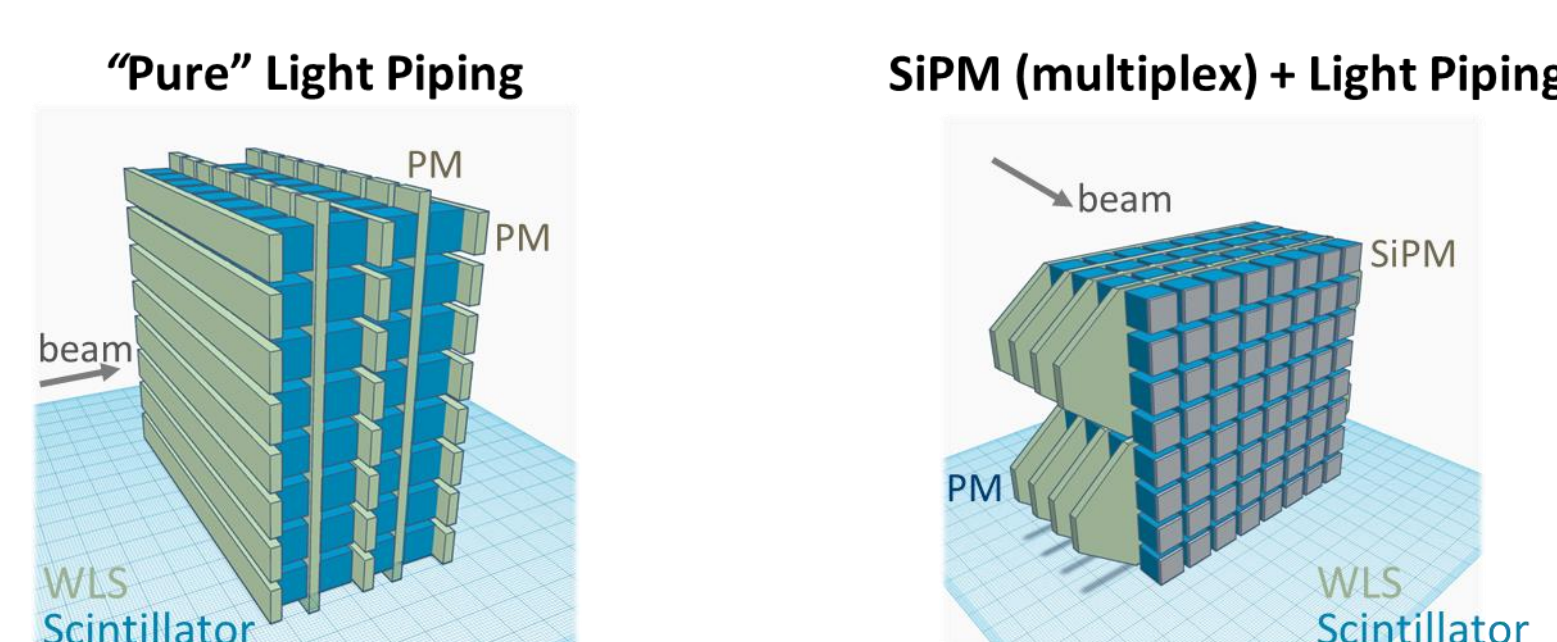 “Pure” Light Piping
PM
PM
beam
WLS
Scintillator
SiPM (multiplex) + Light Piping
beam
SiPM
PM
WLS
Scintillator